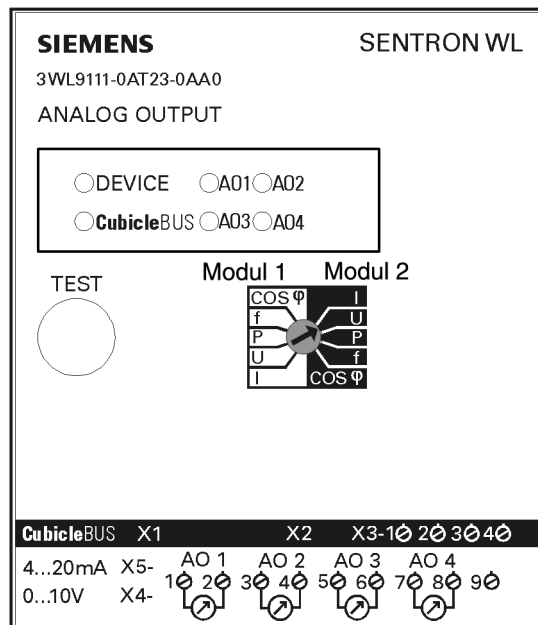 SIEMENS SENTRON WL
3WL9111-0AT23-0AA0
ANALOG OUTPUT
DEVICE A01 A02
CubicleBUS A03 A04
TEST Modul 1 Modul 2
COS φ I
f U
P P
U f
I COS φ
CubicleBUS X1 X2 X3-1 2 3 4
AO 1 AO 2 AO 3 AO 4
4...20mA X5- 1 2 3 4 5 6 7 8 9
0...10V X4-